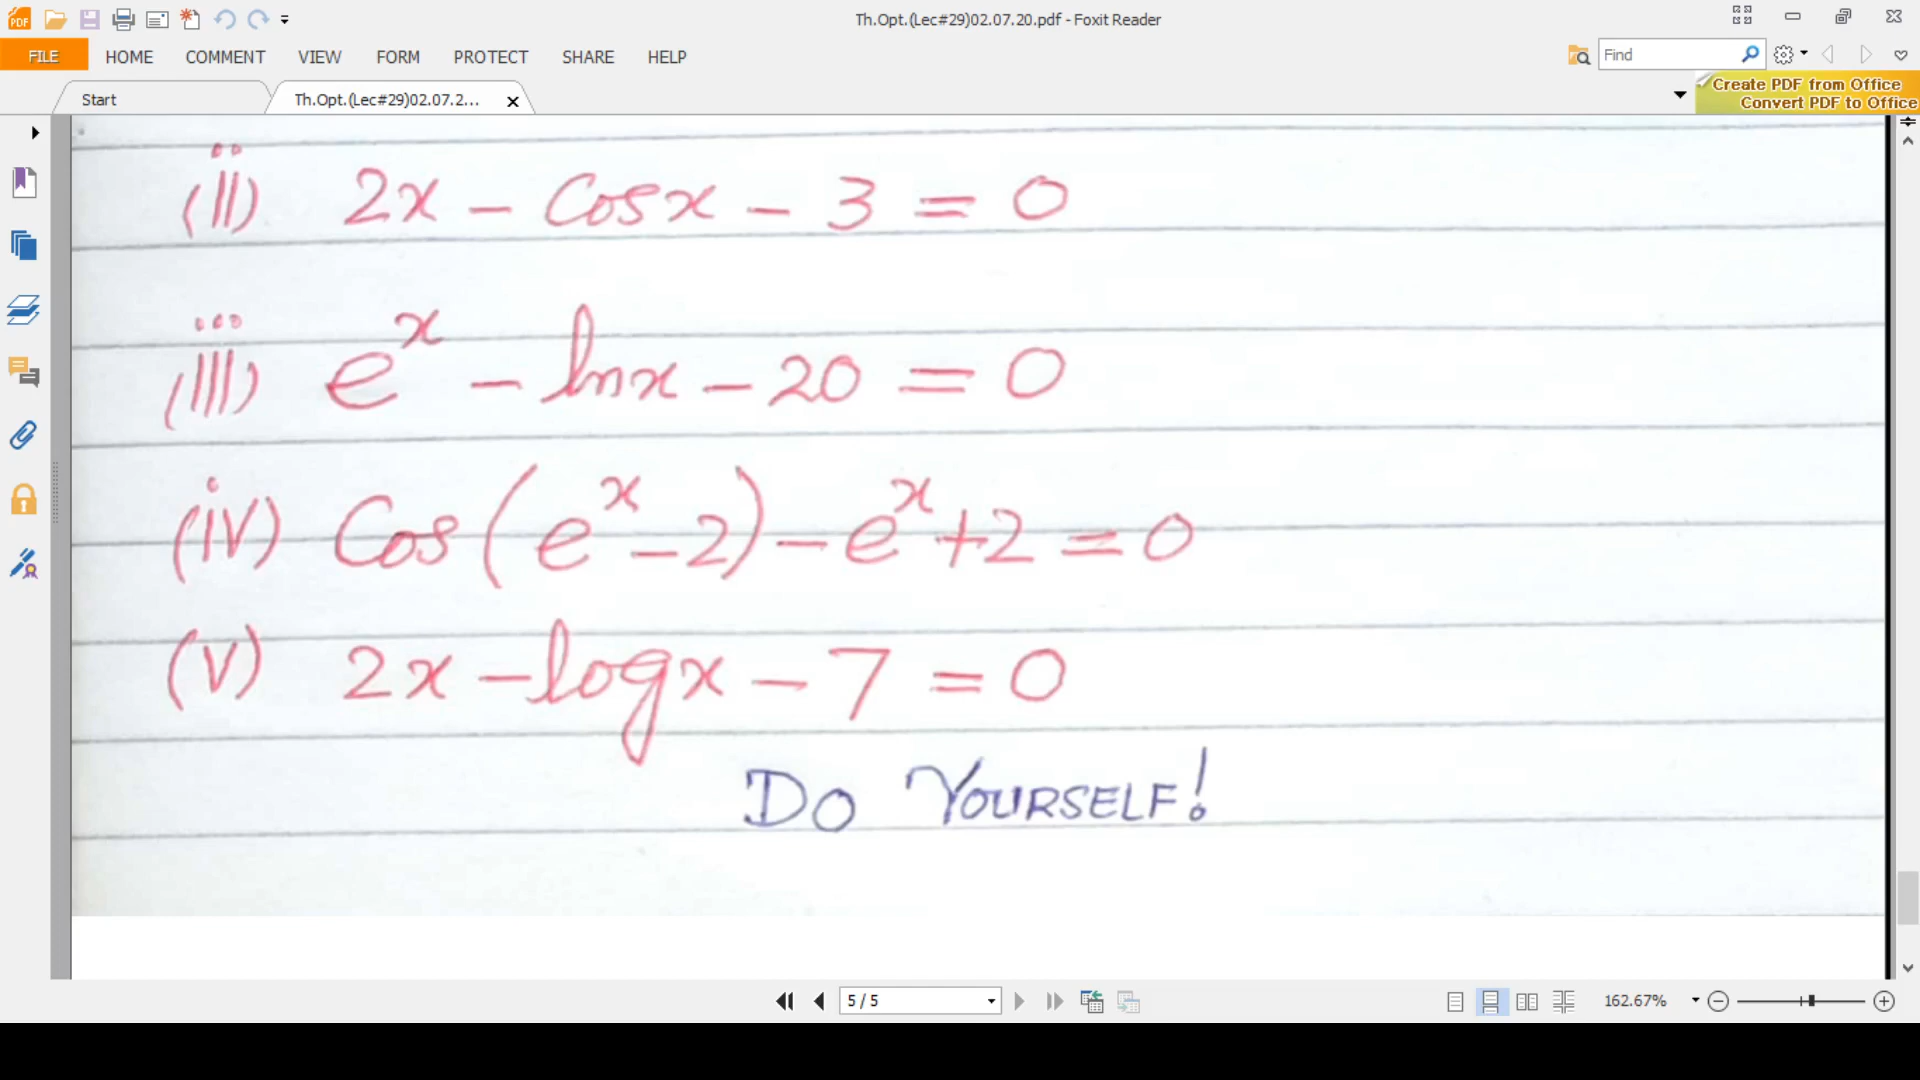 Th.Opt.(Lec#29)02.07.20.pdf - Foxit Reader
FILE HOME COMMENT VIEW FORM PROTECT SHARE HELP
Find
Start Th.Opt.(Lec#29)02.07.2...
Create PDF from Office
Convert PDF to Office
(ii) 2x - Cosx - 3 = 0
(iii) e^x - lnx - 20 = 0
(iv) Cos(e^x - 2) - e^x + 2 = 0
(v) 2x - logx - 7 = 0
DO YOURSELF!
5 / 5
162.67%